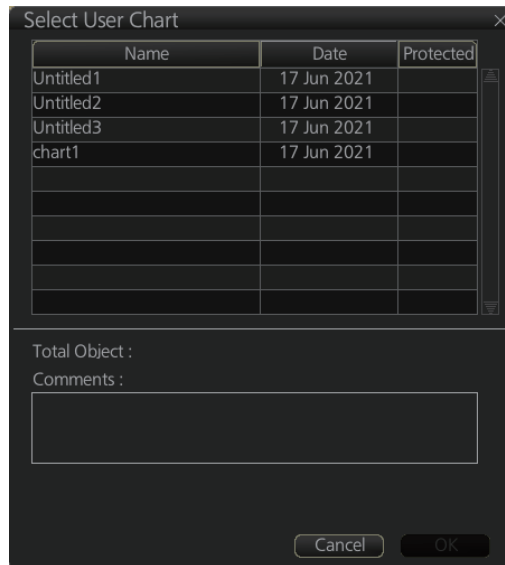 Select User Chart
Name Date Protected
Untitled1 17 Jun 2021
Untitled2 17 Jun 2021
Untitled3 17 Jun 2021
chart1 17 Jun 2021
Total Object :
Comments :
Cancel OK